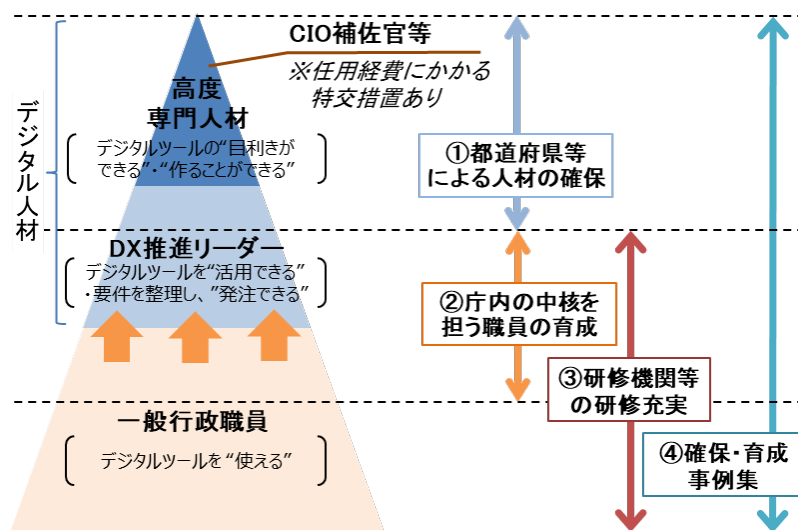 CIO補佐官等
※任用経費にかかる
特交措置あり
デジタル人材
高度
専門人材
デジタルツールの“目利きが
できる”・“作ることができる”
①都道府県等
による人材の確保
DX推進リーダー
デジタルツールを“活用できる”
・要件を整理し、”発注できる”
②庁内の中核を
担う職員の育成
③研修機関等
の研修充実
一般行政職員
デジタルツールを“使える”
④確保・育成
事例集